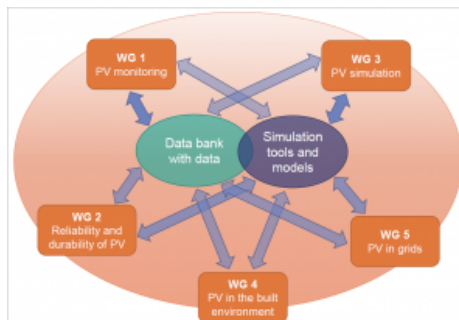 WG 1
PV monitoring
WG 3
PV simulation
Data bank
with data
Simulation
tools and
models
WG 2
Reliability and
durability of PV
WG 5
PV in grids
WG 4
PV in the built
environment